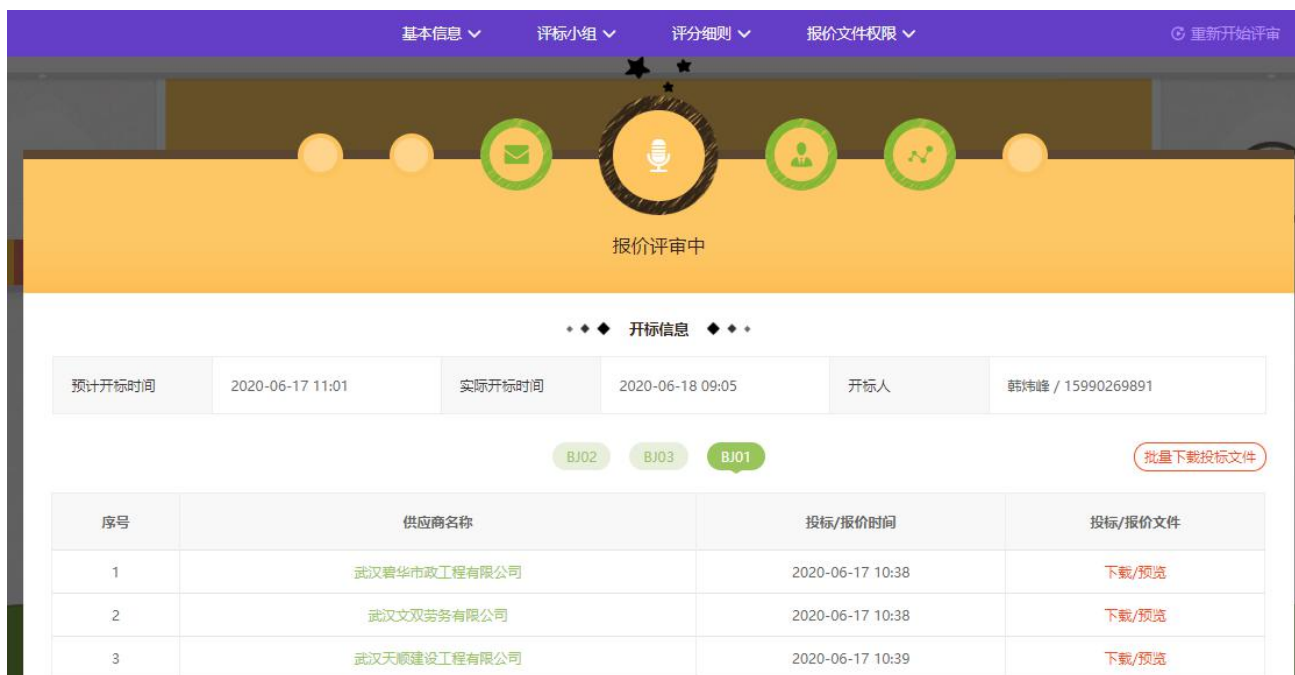 基本信息 评标小组 评分细则 报价文件权限 重新开始评审
报价评审中
开标信息
预计开标时间 2020-06-17 11:01 实际开标时间 2020-06-18 09:05 开标人 韩炜峰 / 15990269891
BJ02 BJ03 BJ01 批量下载投标文件
序号 供应商名称 投标/报价时间 投标/报价文件
1 武汉碧华市政工程有限公司 2020-06-17 10:38 下载/预览
2 武汉文双劳务有限公司 2020-06-17 10:38 下载/预览
3 武汉天顺建设工程有限公司 2020-06-17 10:39 下载/预览